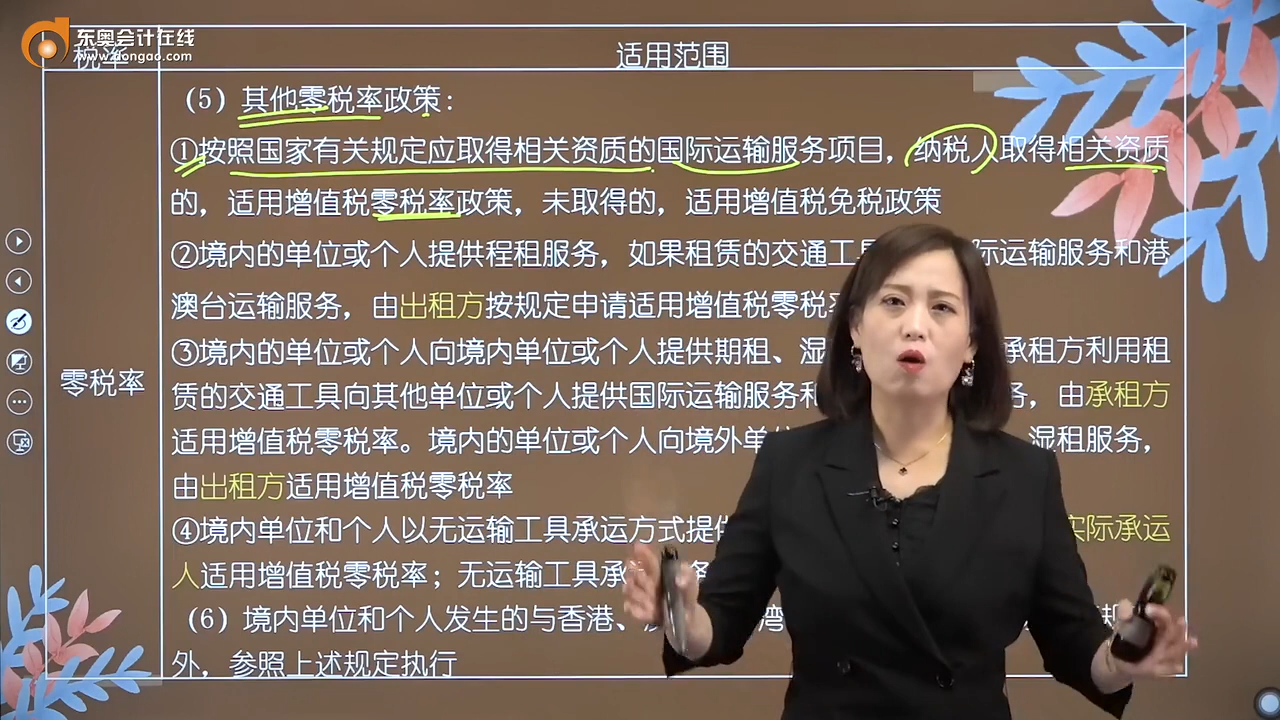 东奥会计在线
www.dongao.com
税率
适用范围
零税率
（5）其他零税率政策：
①按照国家有关规定应取得相关资质的国际运输服务项目，纳税人取得相关资质
的，适用增值税零税率政策，未取得的，适用增值税免税政策
②境内的单位或个人提供程租服务，如果租赁的交通工具 际运输服务和港
澳台运输服务，由出租方按规定申请适用增值税零税率
③境内的单位或个人向境内单位或个人提供期租、湿 承租方利用租
赁的交通工具向其他单位或个人提供国际运输服务和 务，由承租方
适用增值税零税率。境内的单位或个人向境外单位 湿租服务，
由出租方适用增值税零税率
④境内单位和个人以无运输工具承运方式提供 实际承运
人适用增值税零税率；无运输工具承 务
（6）境内单位和个人发生的与香港、 湾
外，参照上述规定执行